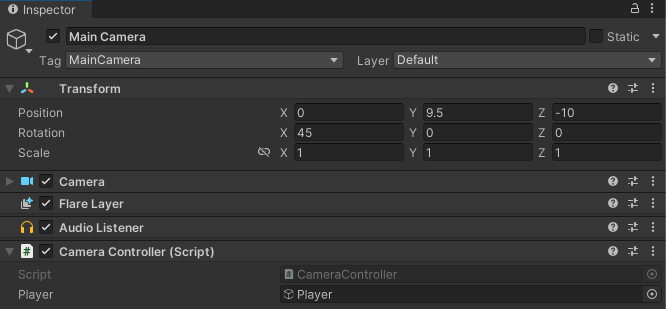 Inspector
Main Camera Static
Tag MainCamera Layer Default
Transform
Position X 0 Y 9.5 Z -10
Rotation X 45 Y 0 Z 0
Scale X 1 Y 1 Z 1
Camera
Flare Layer
Audio Listener
# Camera Controller (Script)
Script # CameraController
Player Player